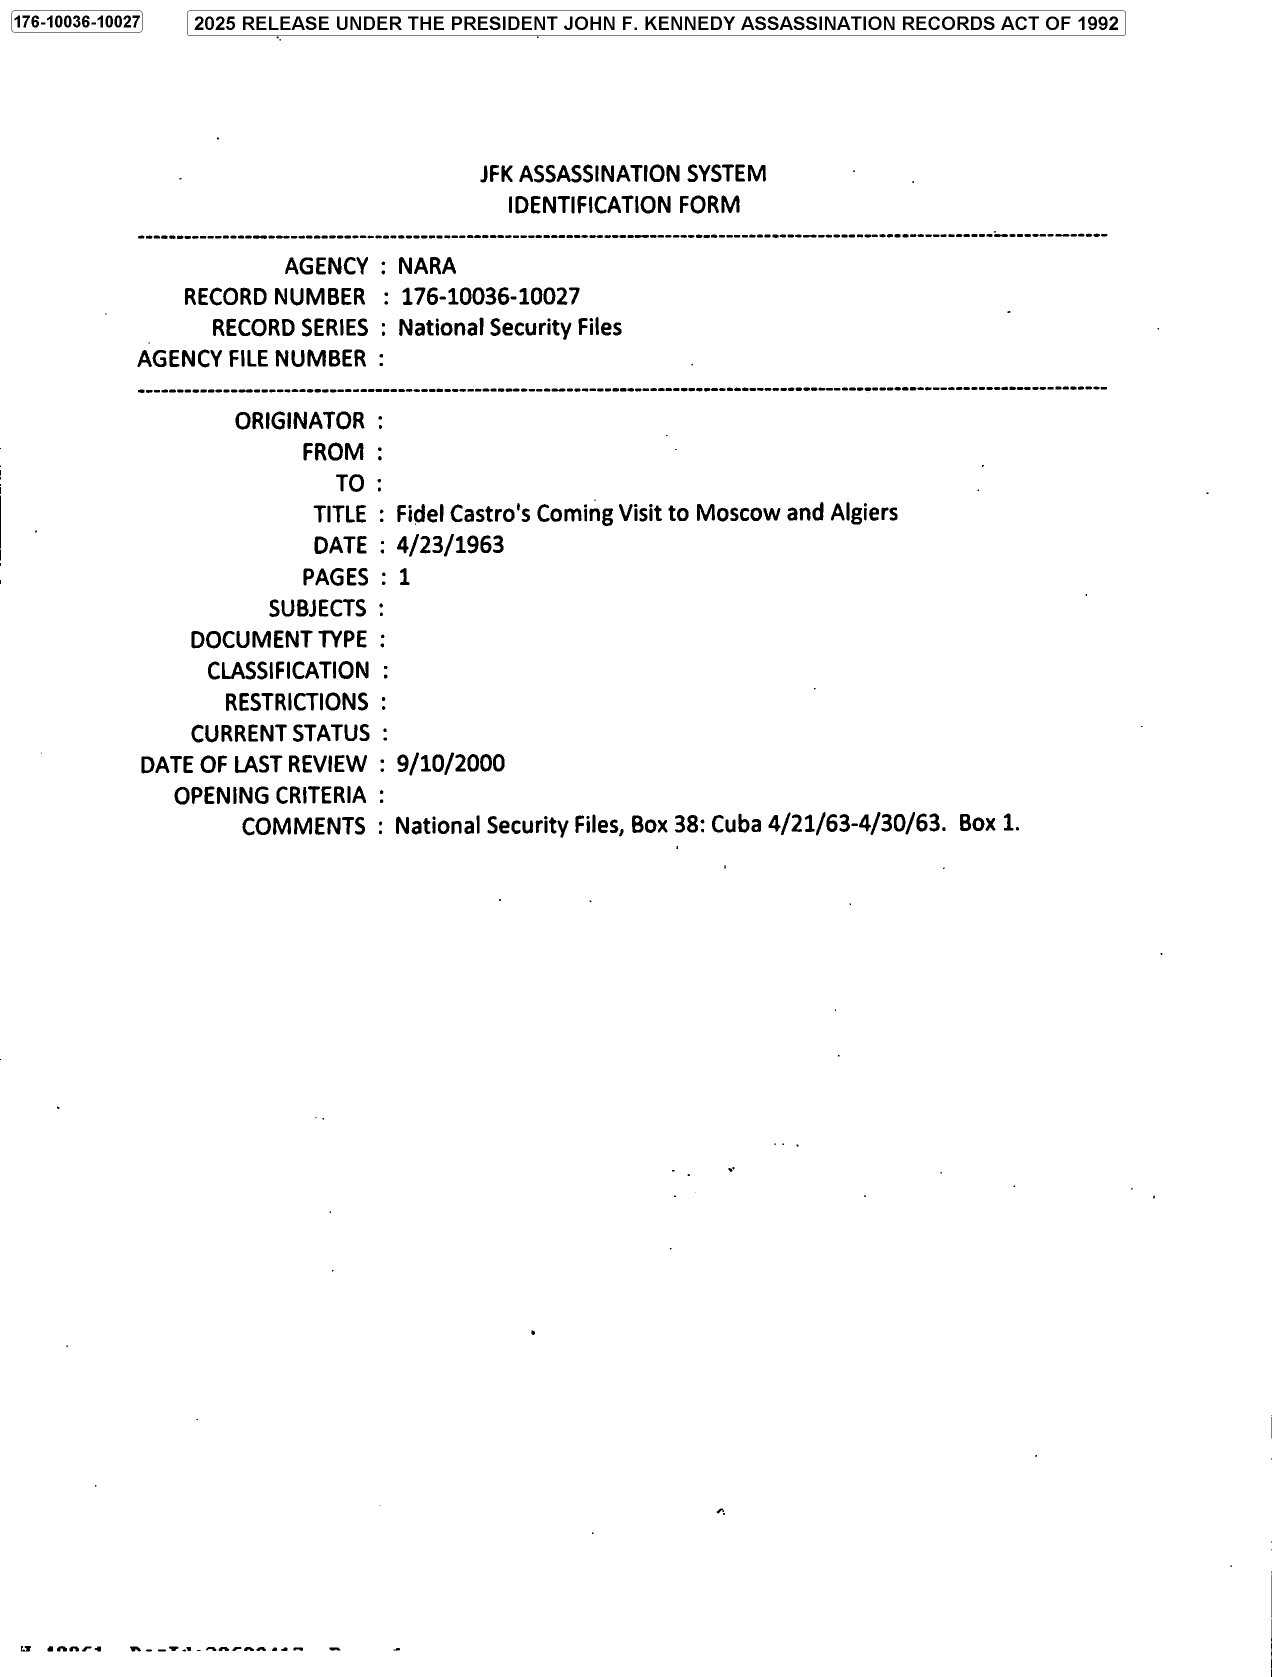 176-10036-10027
2025 RELEASE UNDER THE PRESIDENT JOHN F. KENNEDY ASSASSINATION RECORDS ACT OF 1992
JFK ASSASSINATION SYSTEM
IDENTIFICATION FORM
AGENCY : NARA
RECORD NUMBER : 176-10036-10027
RECORD SERIES : National Security Files
AGENCY FILE NUMBER :
ORIGINATOR :
FROM :
TO :
TITLE : Fidel Castro's Coming Visit to Moscow and Algiers
DATE : 4/23/1963
PAGES : 1
SUBJECTS :
DOCUMENT TYPE :
CLASSIFICATION :
RESTRICTIONS :
CURRENT STATUS :
DATE OF LAST REVIEW : 9/10/2000
OPENING CRITERIA :
COMMENTS : National Security Files, Box 38: Cuba 4/21/63-4/30/63. Box 1.